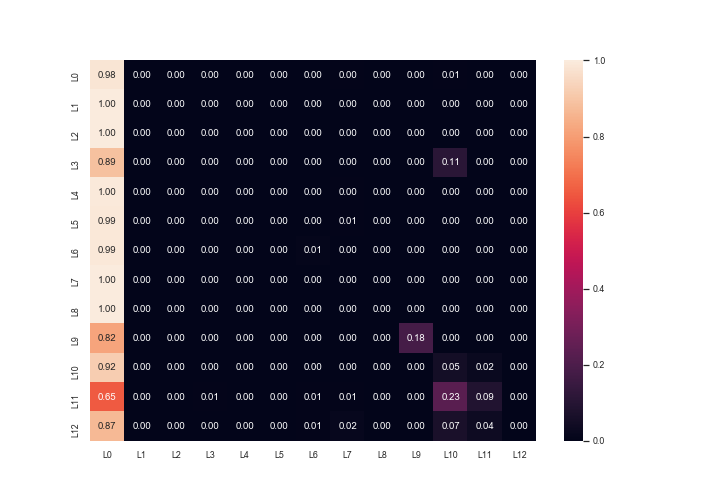 L0 0.98 0.00 0.00 0.00 0.00 0.00 0.00 0.00 0.00 0.00 0.01 0.00 0.00
L1 1.00 0.00 0.00 0.00 0.00 0.00 0.00 0.00 0.00 0.00 0.00 0.00 0.00
L2 1.00 0.00 0.00 0.00 0.00 0.00 0.00 0.00 0.00 0.00 0.00 0.00 0.00
L3 0.89 0.00 0.00 0.00 0.00 0.00 0.00 0.00 0.00 0.00 0.11 0.00 0.00
L4 1.00 0.00 0.00 0.00 0.00 0.00 0.00 0.00 0.00 0.00 0.00 0.00 0.00
L5 0.99 0.00 0.00 0.00 0.00 0.00 0.00 0.01 0.00 0.00 0.00 0.00 0.00
L6 0.99 0.00 0.00 0.00 0.00 0.00 0.01 0.00 0.00 0.00 0.00 0.00 0.00
L7 1.00 0.00 0.00 0.00 0.00 0.00 0.00 0.00 0.00 0.00 0.00 0.00 0.00
L8 1.00 0.00 0.00 0.00 0.00 0.00 0.00 0.00 0.00 0.00 0.00 0.00 0.00
L9 0.82 0.00 0.00 0.00 0.00 0.00 0.00 0.00 0.00 0.18 0.00 0.00 0.00
L10 0.92 0.00 0.00 0.00 0.00 0.00 0.00 0.00 0.00 0.00 0.05 0.02 0.00
L11 0.65 0.00 0.00 0.01 0.00 0.00 0.01 0.01 0.00 0.00 0.23 0.09 0.00
L12 0.87 0.00 0.00 0.00 0.00 0.00 0.01 0.02 0.00 0.00 0.07 0.04 0.00
L0 L1 L2 L3 L4 L5 L6 L7 L8 L9 L10 L11 L12
1.0
0.8
0.6
0.4
0.2
0.0